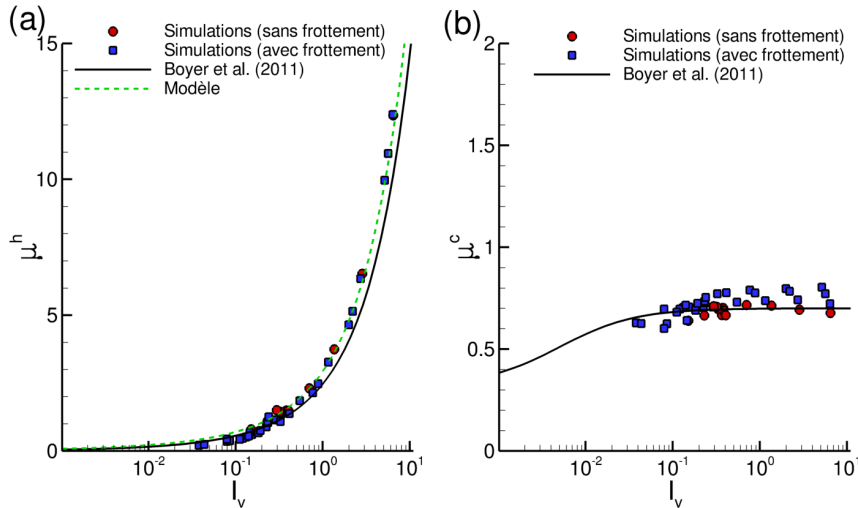 (a)
Simulations (sans frottement)
Simulations (avec frottement)
Boyer et al. (2011)
Modèle
15
10
5
0
μ^h
10^-2
10^-1
10^0
10^1
I_v
(b)
Simulations (sans frottement)
Simulations (avec frottement)
Boyer et al. (2011)
2
1.5
1
0.5
0
μ^c
10^-2
10^-1
10^0
10^1
I_v